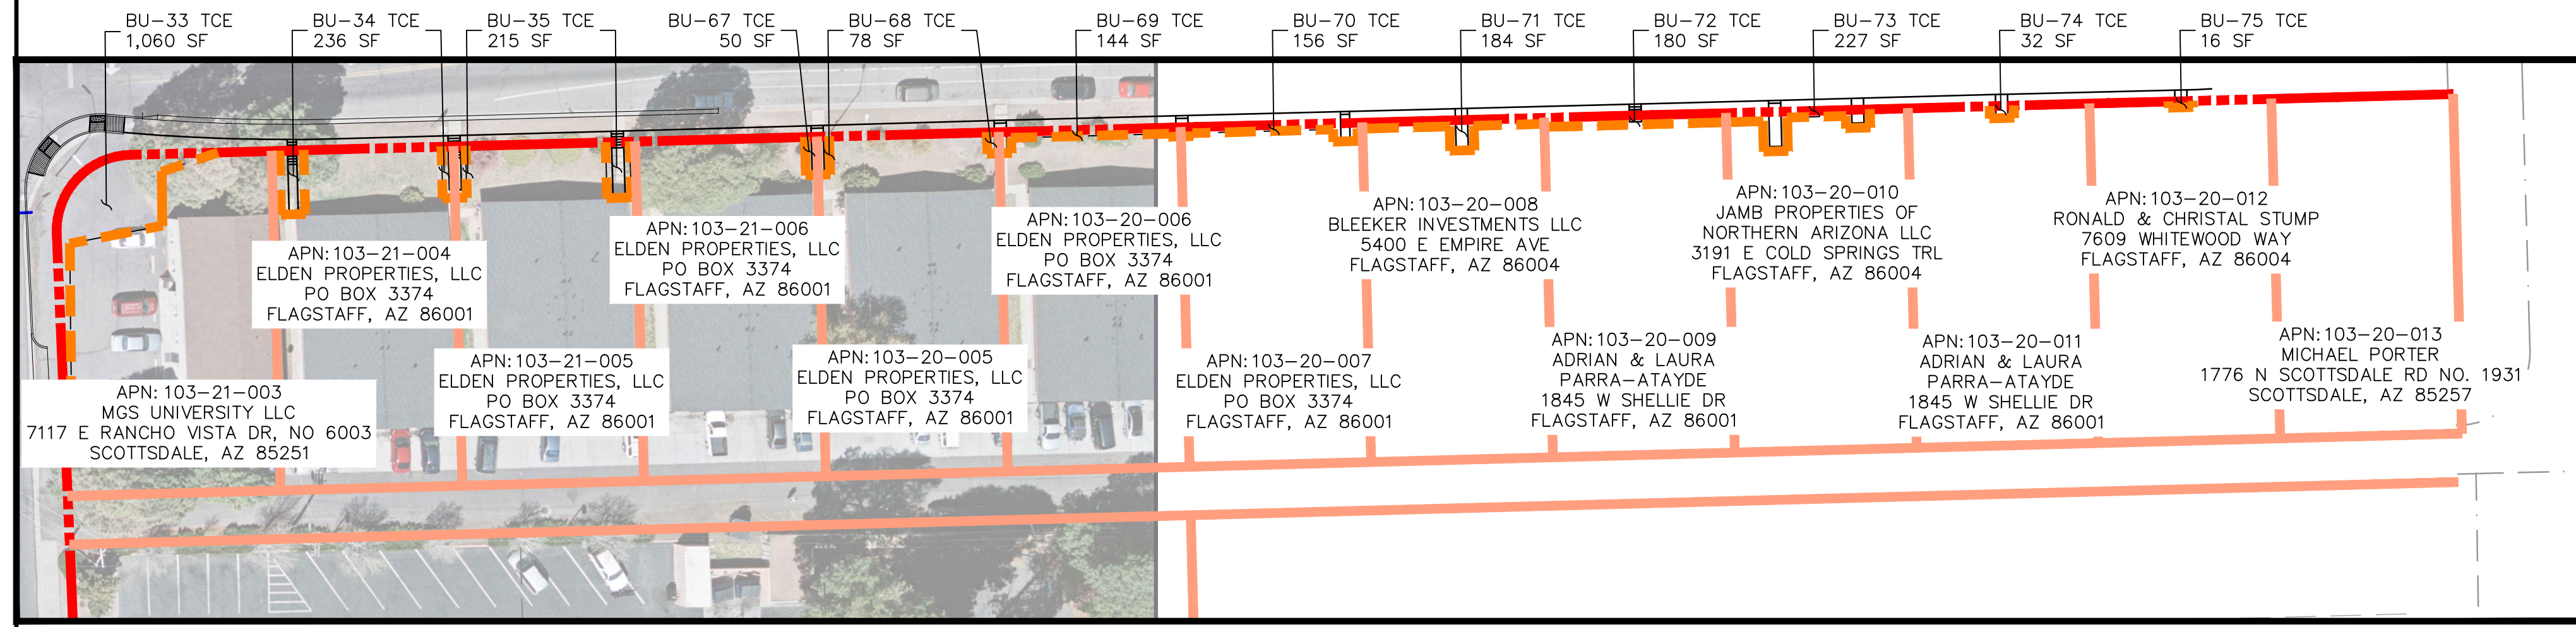 BU-33 TCE
1,060 SF
BU-34 TCE
236 SF
BU-35 TCE
215 SF
BU-67 TCE
50 SF
BU-68 TCE
78 SF
BU-69 TCE
144 SF
BU-70 TCE
156 SF
BU-71 TCE
184 SF
BU-72 TCE
180 SF
BU-73 TCE
227 SF
BU-74 TCE
32 SF
BU-75 TCE
16 SF
APN:103-21-003
MGS UNIVERSITY LLC
7117 E RANCHO VISTA DR, NO 6003
SCOTTSDALE, AZ 85251
APN:103-21-004
ELDEN PROPERTIES, LLC
PO BOX 3374
FLAGSTAFF, AZ 86001
APN:103-21-005
ELDEN PROPERTIES, LLC
PO BOX 3374
FLAGSTAFF, AZ 86001
APN:103-21-006
ELDEN PROPERTIES, LLC
PO BOX 3374
FLAGSTAFF, AZ 86001
APN:103-20-005
ELDEN PROPERTIES, LLC
PO BOX 3374
FLAGSTAFF, AZ 86001
APN:103-20-006
ELDEN PROPERTIES, LLC
PO BOX 3374
FLAGSTAFF, AZ 86001
APN:103-20-007
ELDEN PROPERTIES, LLC
PO BOX 3374
FLAGSTAFF, AZ 86001
APN:103-20-008
BLEEKER INVESTMENTS LLC
5400 E EMPIRE AVE
FLAGSTAFF, AZ 86004
APN:103-20-009
ADRIAN & LAURA
PARRA-ATAYDE
1845 W SHELLIE DR
FLAGSTAFF, AZ 86001
APN:103-20-010
JAMB PROPERTIES OF
NORTHERN ARIZONA LLC
3191 E COLD SPRINGS TRL
FLAGSTAFF, AZ 86004
APN:103-20-011
ADRIAN & LAURA
PARRA-ATAYDE
1845 W SHELLIE DR
FLAGSTAFF, AZ 86001
APN:103-20-012
RONALD & CHRISTAL STUMP
7609 WHITEWOOD WAY
FLAGSTAFF, AZ 86004
APN:103-20-013
MICHAEL PORTER
1776 N SCOTTSDALE RD NO. 1931
SCOTTSDALE, AZ 85257